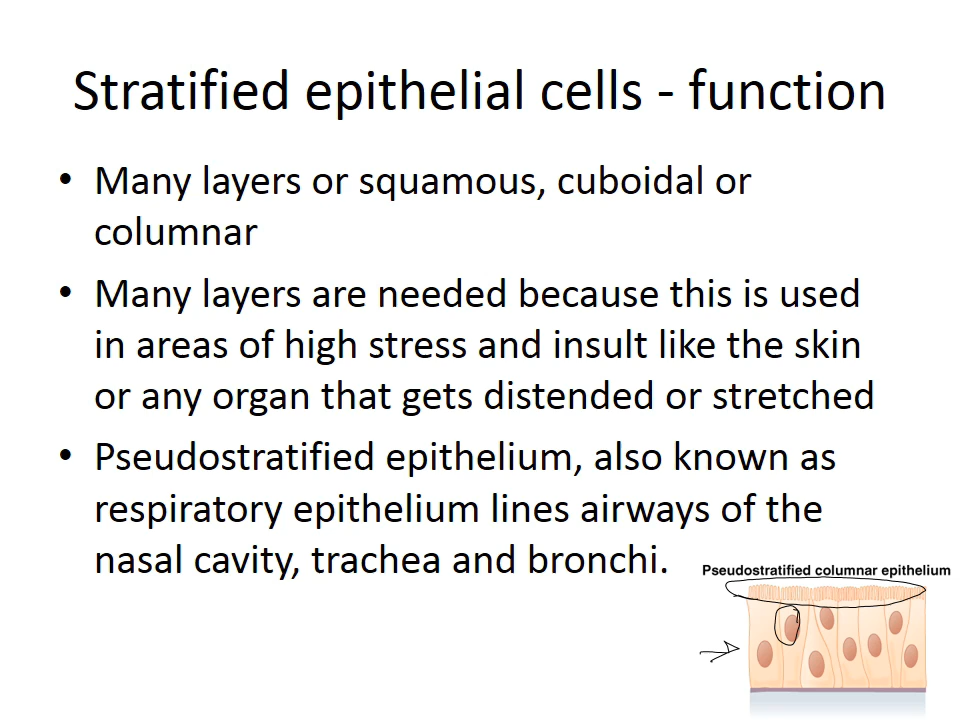 Stratified epithelial cells - function
• Many layers or squamous, cuboidal or
columnar
• Many layers are needed because this is used
in areas of high stress and insult like the skin
or any organ that gets distended or stretched
• Pseudostratified epithelium, also known as
respiratory epithelium lines airways of the
nasal cavity, trachea and bronchi.
Pseudostratified columnar epithelium